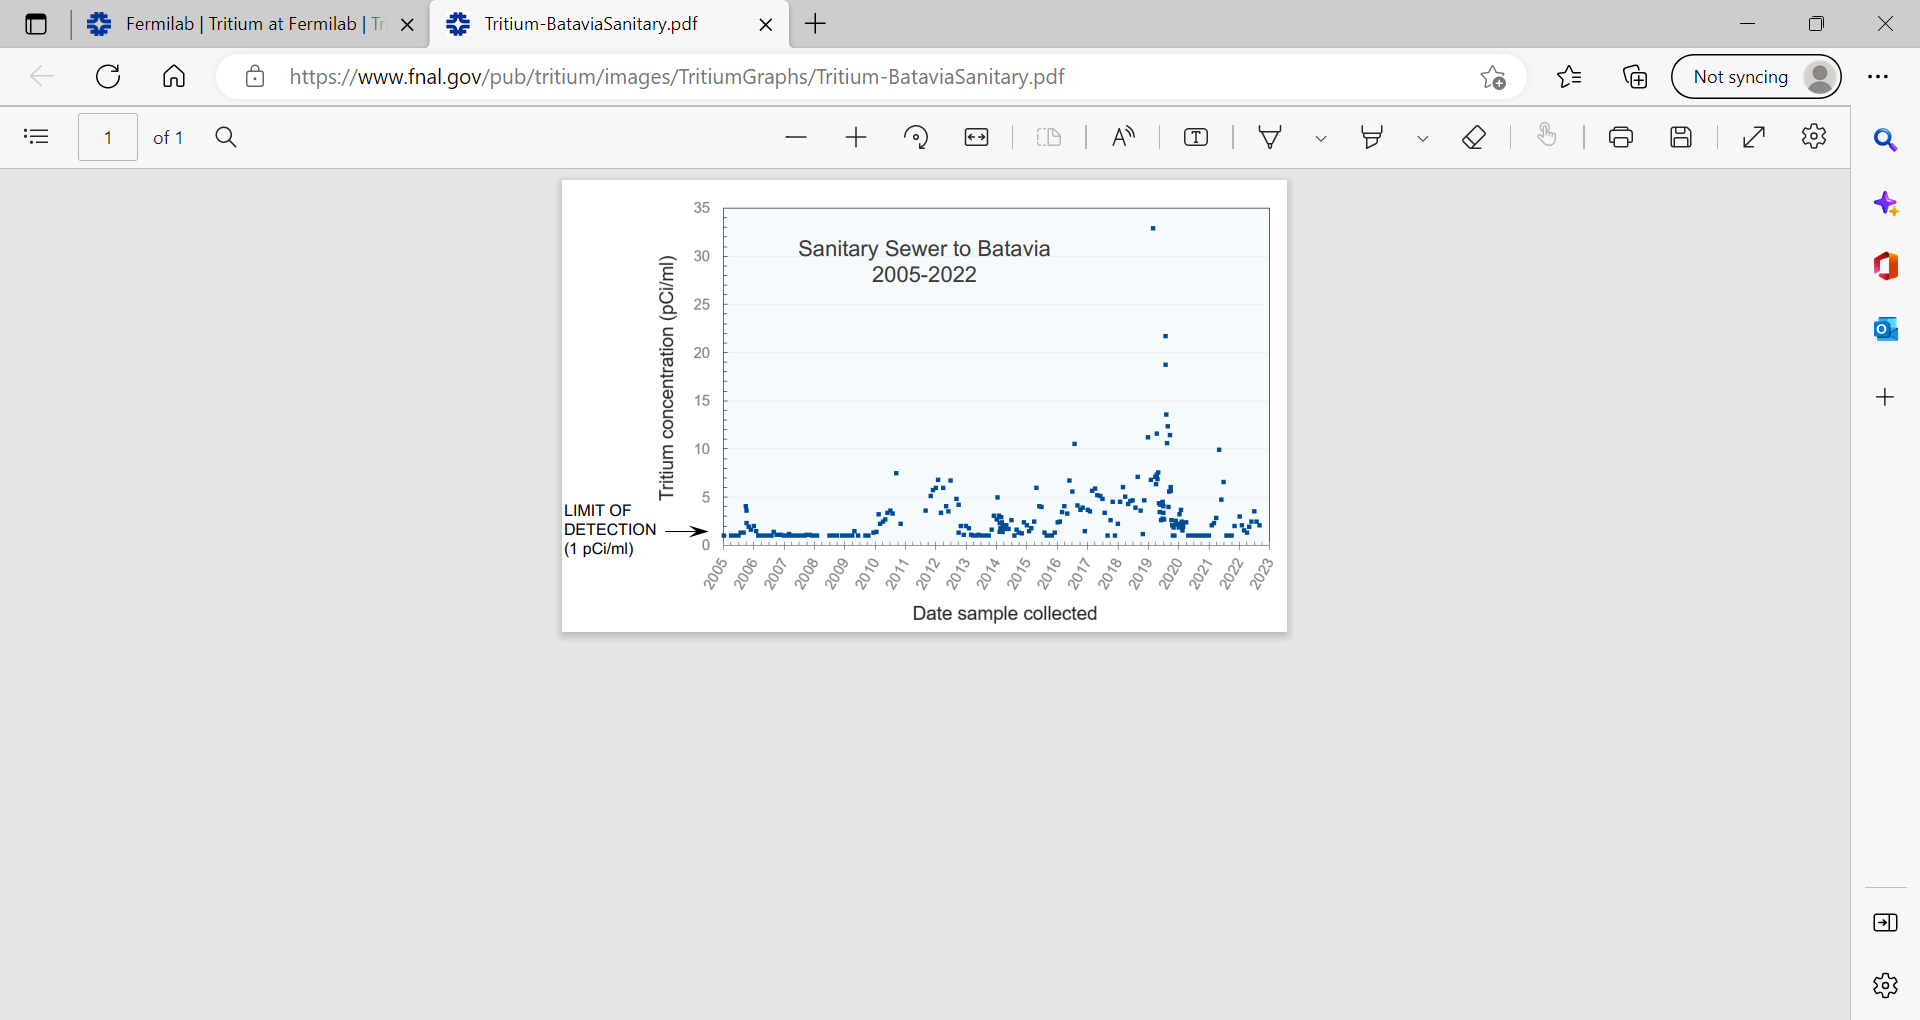 Fermilab | Tritium at Fermilab | Tri
Tritium-BataviaSanitary.pdf
https://www.fnal.gov/pub/tritium/images/TritiumGraphs/Tritium-BataviaSanitary.pdf
Not syncing
1 of 1
Sanitary Sewer to Batavia
2005-2022
Tritium concentration (pCi/ml)
35
30
25
20
15
10
5
0
LIMIT OF
DETECTION
(1 pCi/ml)
2005 2006 2007 2008 2009 2010 2011 2012 2013 2014 2015 2016 2017 2018 2019 2020 2021 2022 2023
Date sample collected